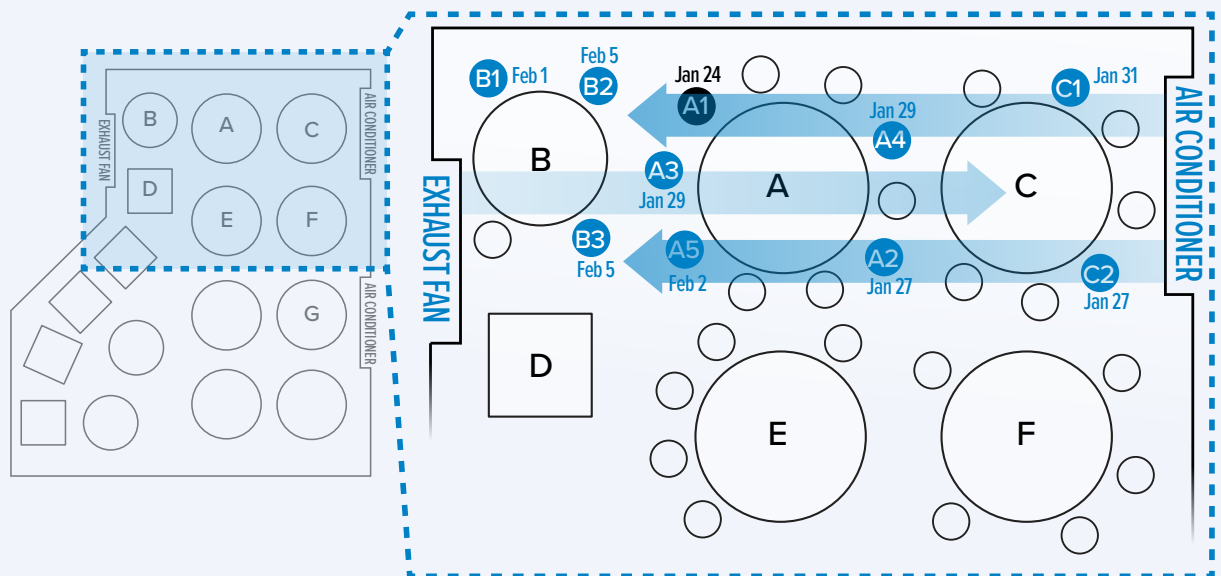 B
A
C
EXHAUST FAN
AIR CONDITIONER
D
E
F
G
AIR CONDITIONER
B1 Feb 1
Feb 5
B2
Jan 24
A1
Jan 29
A4
C1 Jan 31
AIR CONDITIONER
EXHAUST FAN
B
A3
Jan 29
A
C
B3
Feb 5
A5
Feb 2
A2
Jan 27
C2
Jan 27
D
E
F